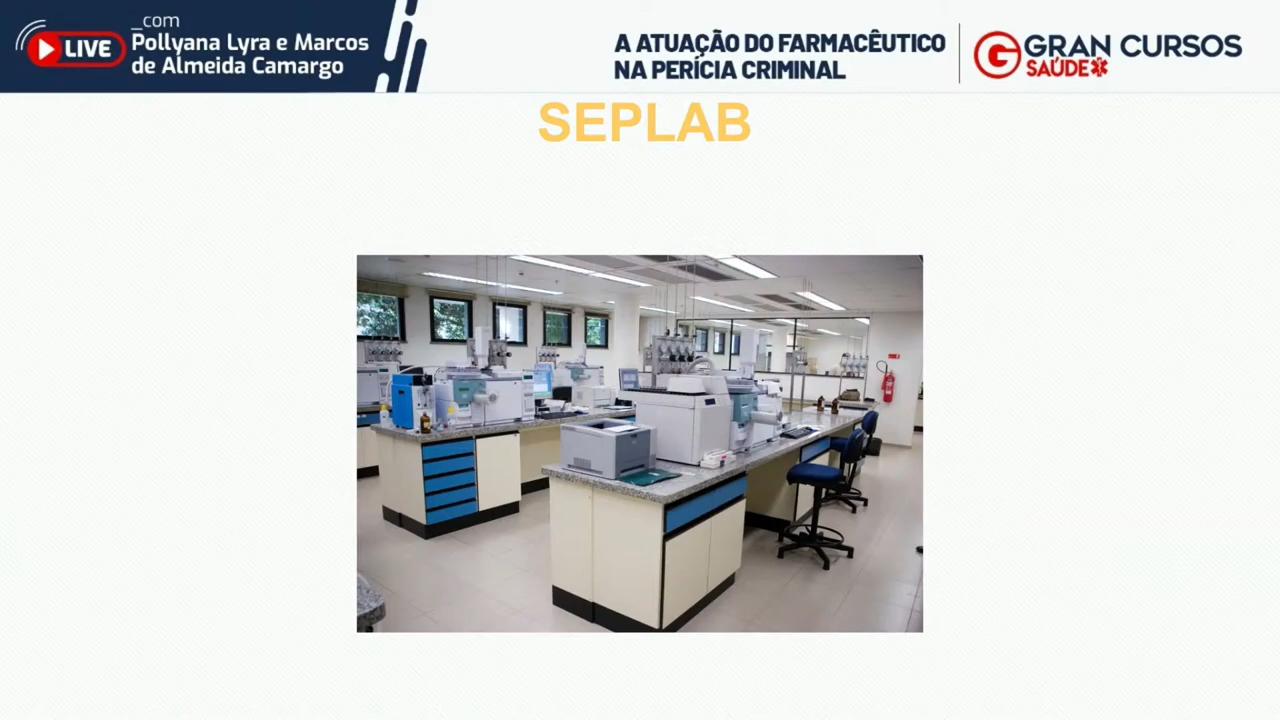 _com
LIVE
Pollyana Lyra e Marcos
de Almeida Camargo
A ATUAÇÃO DO FARMACÊUTICO
NA PERÍCIA CRIMINAL
G GRAN CURSOS
SAÚDE
SEPLAB